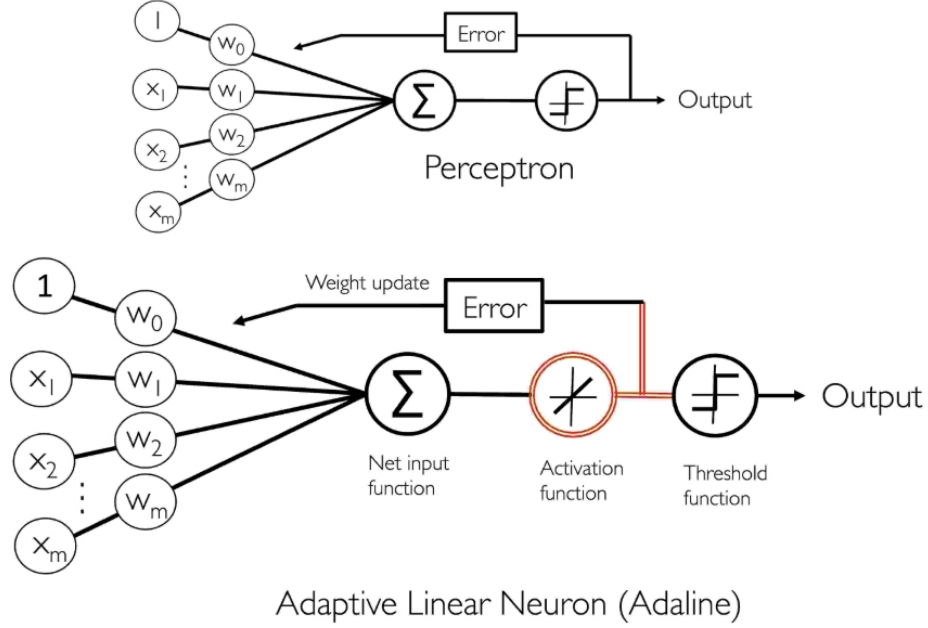 1
w0
Error
x1
w1
Σ
Output
x2
w2
Perceptron
wm
xm
1
Weight update
Error
w0
x1
w1
Σ
Output
w2
x2
Net input
function
Activation
function
Threshold
function
wm
xm
Adaptive Linear Neuron (Adaline)